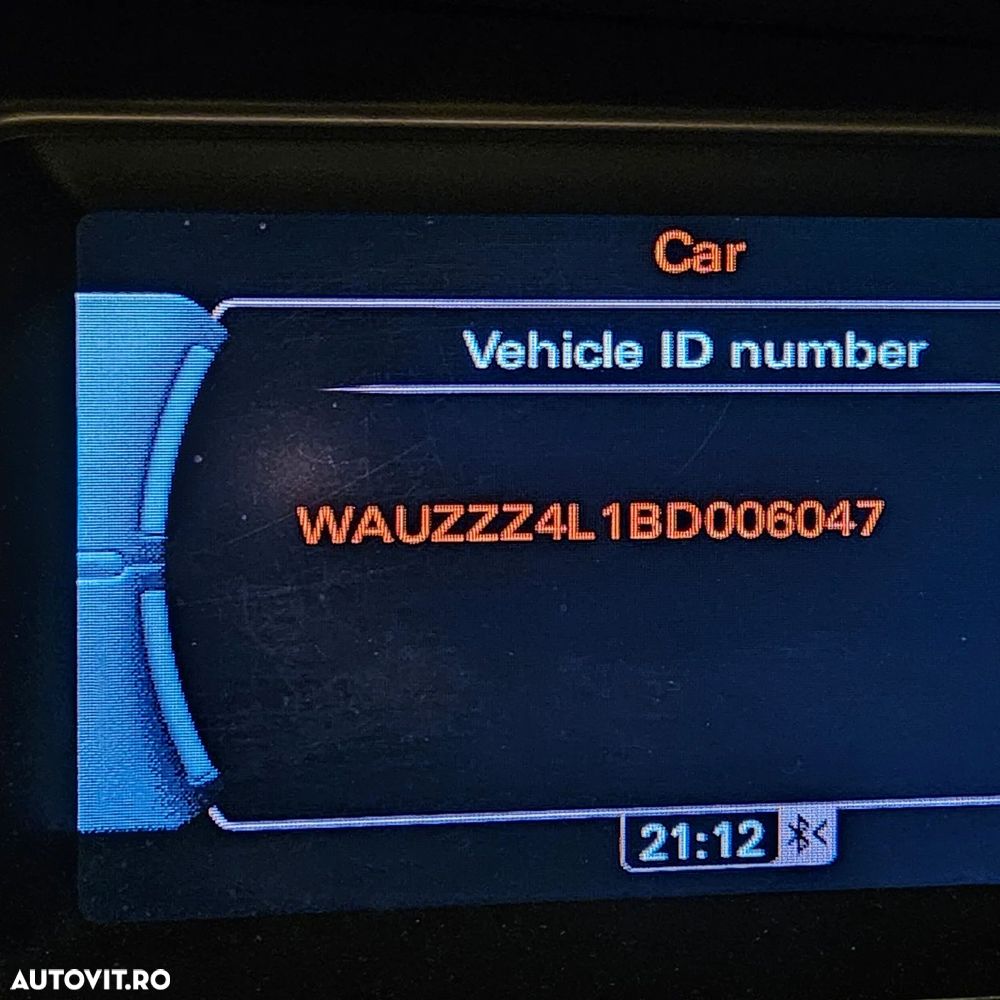 Car
Vehicle ID number
WAUZZZ4L1BD006047
21:12
AUTOVIT.RO